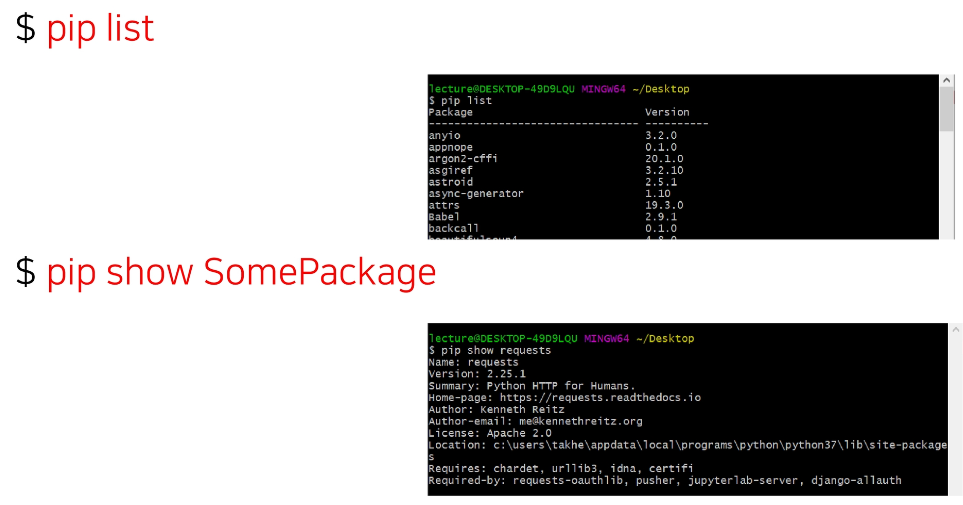 $ pip list
lecture@DESKTOP-49D9LQU MINGW64 ~/Desktop
$ pip list
Package Version
-------------------------------- ----------
anyio 3.2.0
appnope 0.1.0
argon2-cffi 20.1.0
asgiref 3.2.10
astroid 2.5.1
async-generator 1.10
attrs 19.3.0
Babel 2.9.1
backcall 0.1.0
beautifulsoup4 4.8.0
$ pip show SomePackage
lecture@DESKTOP-49D9LQU MINGW64 ~/Desktop
$ pip show requests
Name: requests
Version: 2.25.1
Summary: Python HTTP for Humans.
Home-page: https://requests.readthedocs.io
Author: Kenneth Reitz
Author-email: me@kennethreitz.org
License: Apache 2.0
Location: c:\users\takhe\appdata\local\programs\python\python37\lib\site-package
s
Requires: chardet, urllib3, idna, certifi
Required-by: requests-oauthlib, pusher, jupyterlab-server, django-allauth